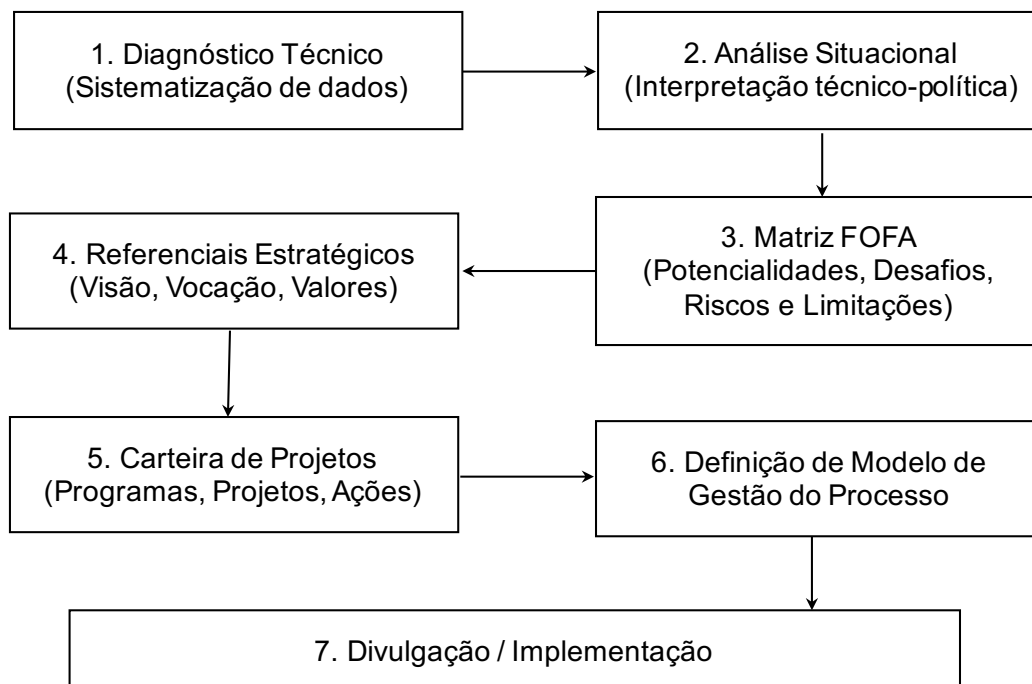 1. Diagnóstico Técnico
(Sistematização de dados)
2. Análise Situacional
(Interpretação técnico-política)
3. Matriz FOFA
(Potencialidades, Desafios,
Riscos e Limitações)
4. Referenciais Estratégicos
(Visão, Vocação, Valores)
5. Carteira de Projetos
(Programas, Projetos, Ações)
6. Definição de Modelo de
Gestão do Processo
7. Divulgação / Implementação